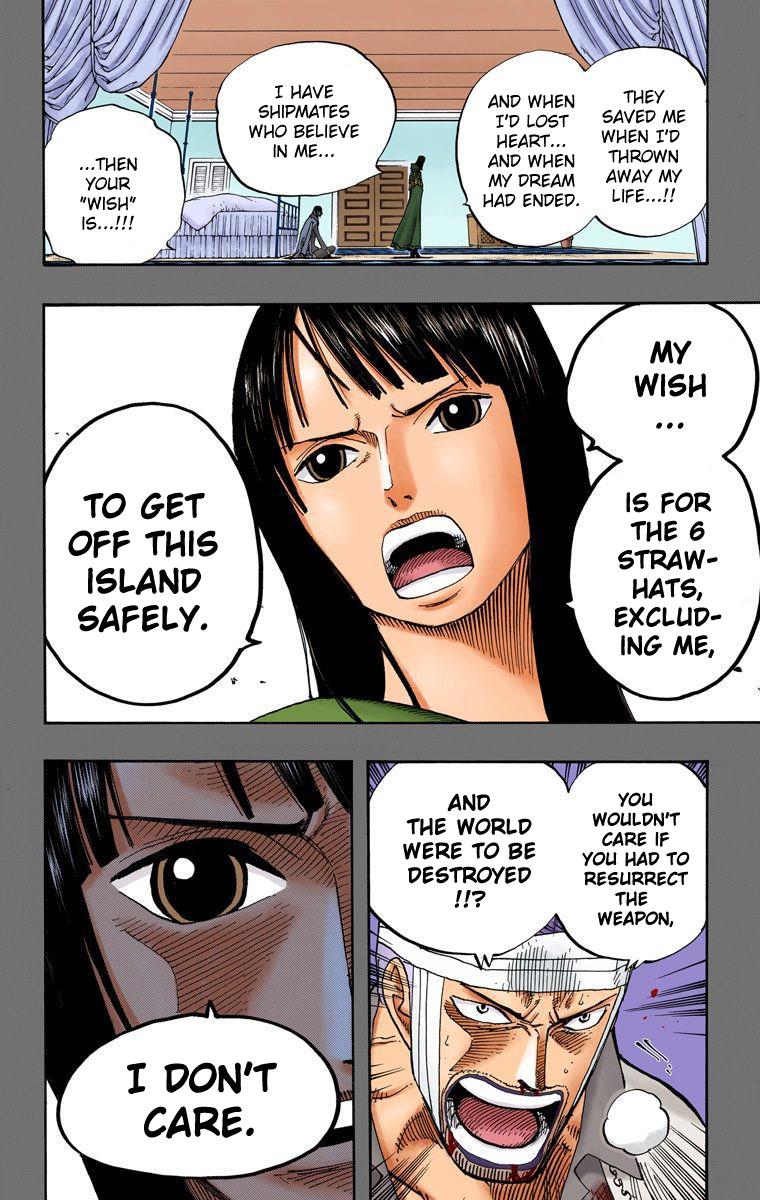 THEY
SAVED ME
WHEN I'D
THROWN
AWAY MY
LIFE...!!
AND WHEN
I'D LOST
HEART...
AND WHEN
MY DREAM
HAD ENDED.
I HAVE
SHIPMATES
WHO BELIEVE
IN ME...
...THEN
YOUR
"WISH"
IS...!!!
MY
WISH
...
IS FOR
THE 6
STRAW-
HATS,
EXCLUD-
ING ME,
TO GET
OFF THIS
ISLAND
SAFELY.
YOU
WOULDN'T
CARE IF
YOU HAD TO
RESURRECT
THE
WEAPON,
AND
THE WORLD
WERE TO BE
DESTROYED
!!?
I DON'T
CARE.